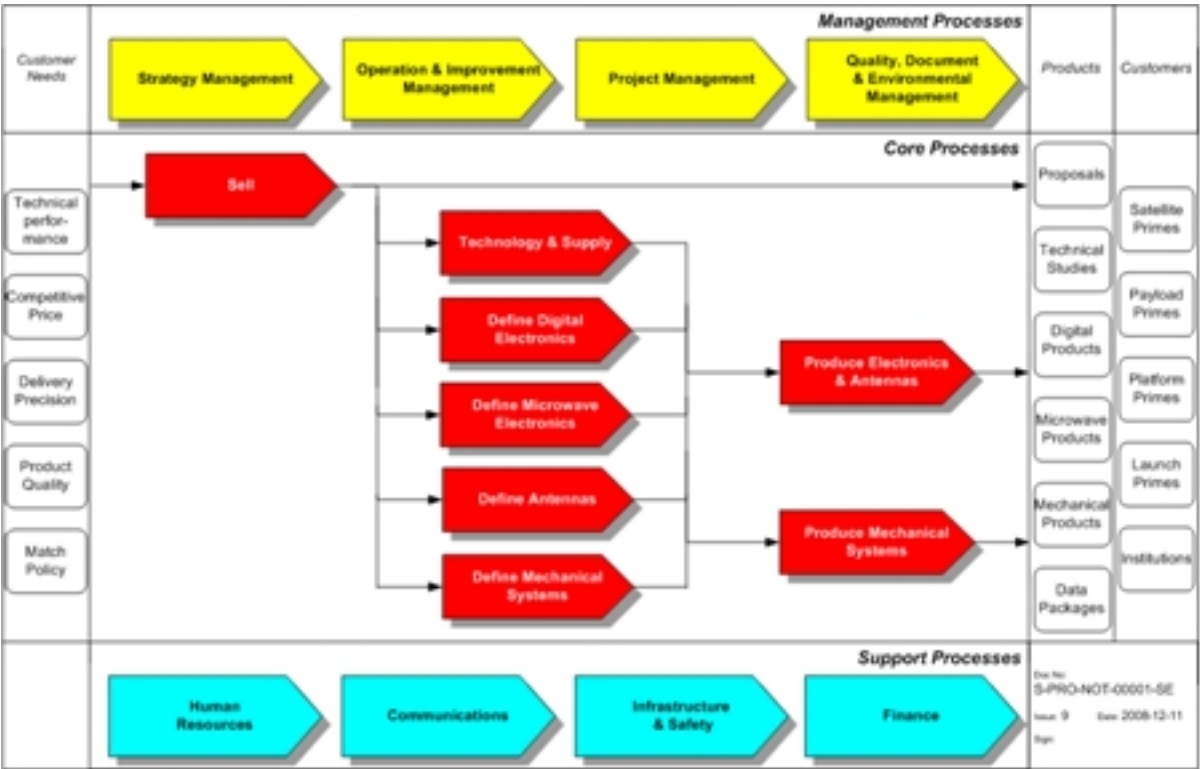 Management Processes
Customer
Needs
Strategy Management
Operation & Improvement
Management
Project Management
Quality, Document
& Environmental
Management
Products
Customers
Core Processes
Technical
perfor-
mance
Competitive
Price
Delivery
Precision
Product
Quality
Match
Policy
Sell
Technology & Supply
Define Digital
Electronics
Define Microwave
Electronics
Define Antennas
Define Mechanical
Systems
Produce Electronics
& Antennas
Produce Mechanical
Systems
Proposals
Technical
Studies
Digital
Products
Microwave
Products
Mechanical
Products
Data
Packages
Satellite
Primes
Payload
Primes
Platform
Primes
Launch
Primes
Institutions
Support Processes
Human
Resources
Communications
Infrastructure
& Safety
Finance
Doc No:
S-PRO-NOT-00001-SE
Issue: 9 Date: 2008-12-11
Sign: